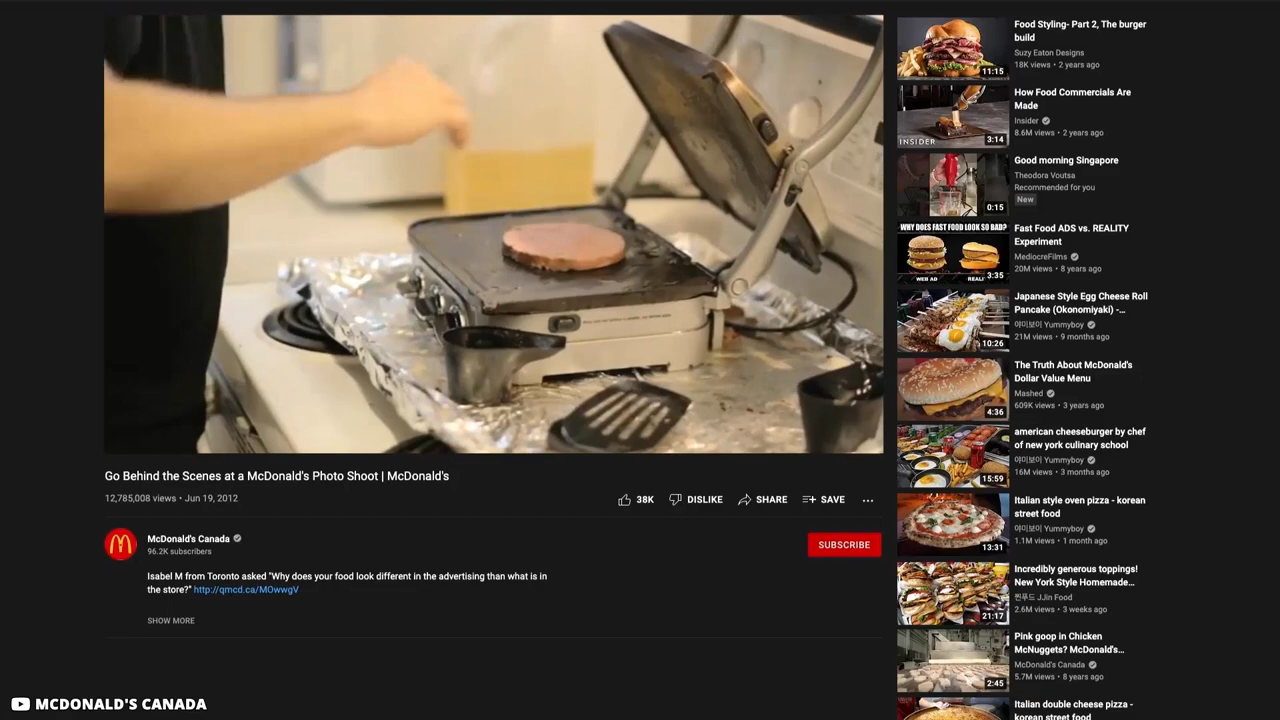 Go Behind the Scenes at a McDonald's Photo Shoot | McDonald's
12,785,008 views • Jun 19, 2012
38K
DISLIKE
SHARE
SAVE
McDonald's Canada
96.2K subscribers
SUBSCRIBE
Isabel M from Toronto asked "Why does your food look different in the advertising than what is in
the store?" http://qmcd.ca/MOwwgV
SHOW MORE
MCDONALD'S CANADA
11:15
Food Styling- Part 2, The burger
build
Suzy Eaton Designs
18K views • 2 years ago
INSIDER
3:14
How Food Commercials Are
Made
Insider
8.6M views • 2 years ago
0:15
Good morning Singapore
Theodora Voutsa
Recommended for you
New
WHY DOES FAST FOOD LOOK SO BAD?
WEB AD
REALI
3:35
Fast Food ADS vs. REALITY
Experiment
MediocreFilms
20M views • 8 years ago
10:26
Japanese Style Egg Cheese Roll
Pancake (Okonomiyaki) -...
야미보이 Yummyboy
21M views • 9 months ago
4:36
The Truth About McDonald's
Dollar Value Menu
Mashed
609K views • 3 years ago
15:59
american cheeseburger by chef
of new york culinary school
야미보이 Yummyboy
16M views • 3 months ago
13:31
Italian style oven pizza - korean
street food
야미보이 Yummyboy
1.1M views • 1 month ago
21:17
Incredibly generous toppings!
New York Style Homemade...
찐푸드 JJin Food
2.6M views • 3 weeks ago
2:45
Pink goop in Chicken
McNuggets? McDonald's...
McDonald's Canada
5.7M views • 8 years ago
Italian double cheese pizza -
korean street food